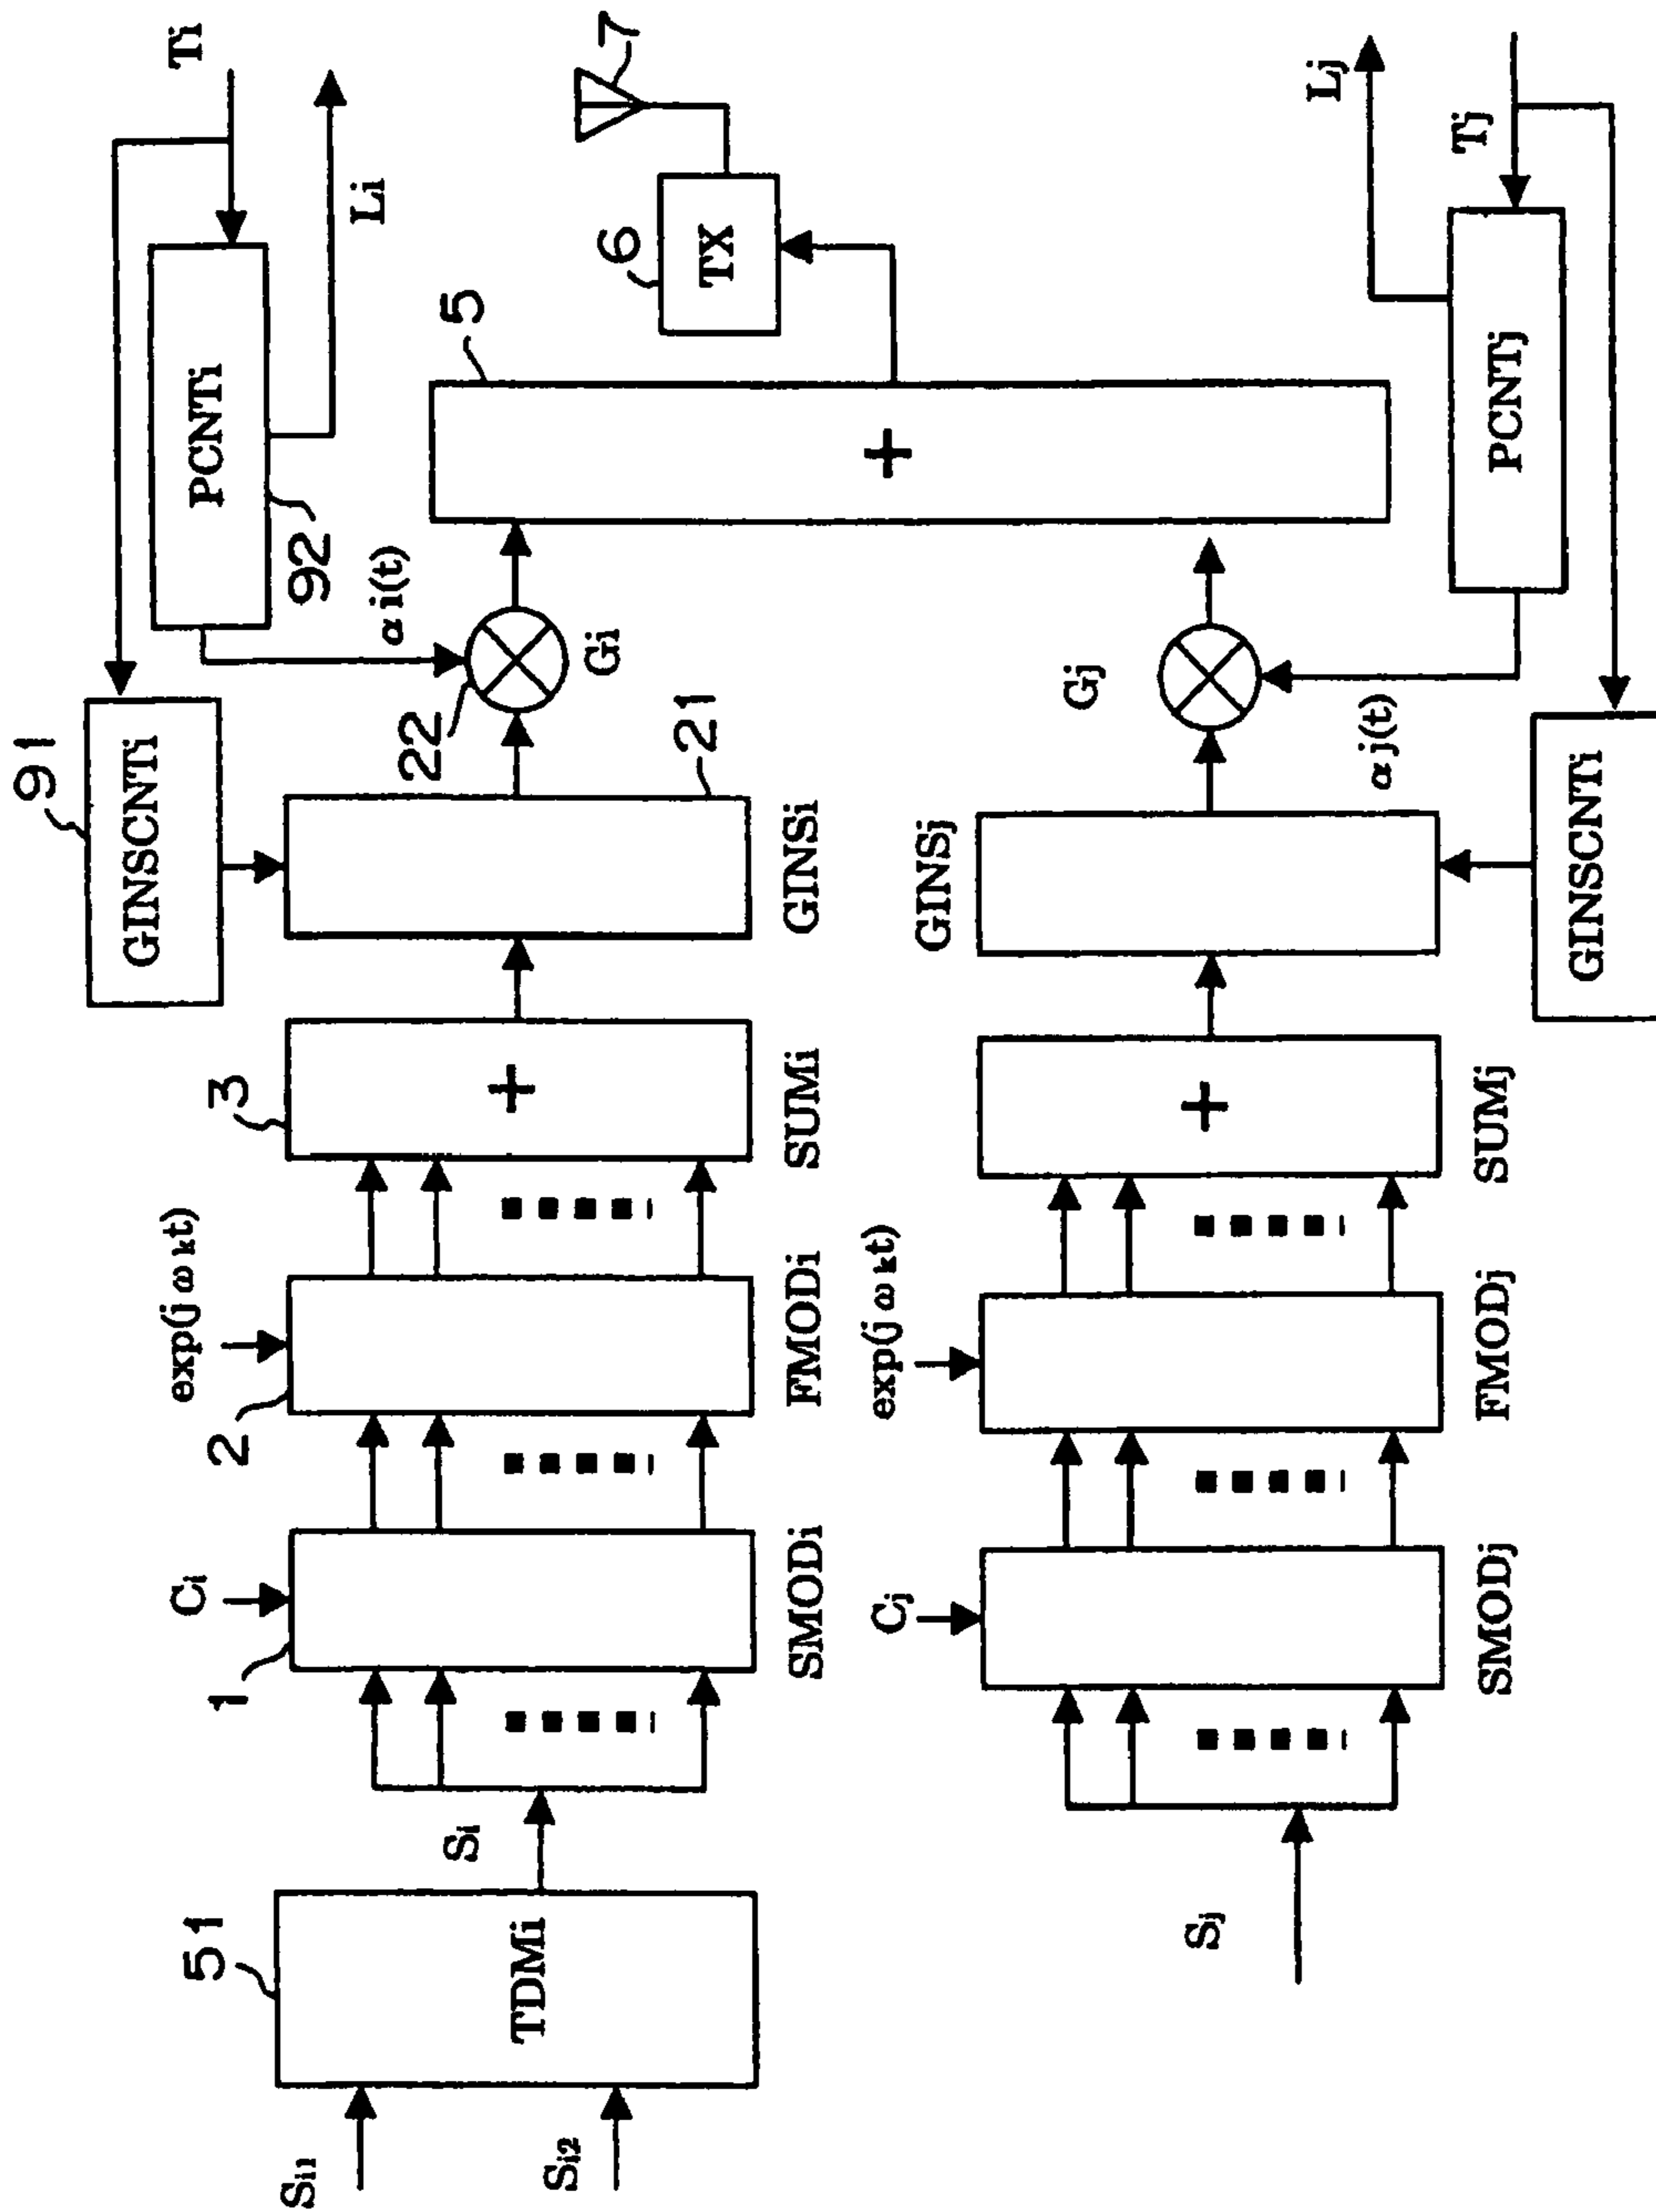 91
GINSCNTi
Ti
PCNTi
92
Li
αi(t)
Si1
Si2
51
TDMi
Si
1
Ci
SMODi
2
exp(jωkt)
FMODi
3
+
SUMi
GINSi
21
22
Gi
5
+
6
TX
7
Sj
Cj
SMODj
exp(jωkt)
FMODj
+
SUMj
GINSj
Gj
αj(t)
GINSCNTi
PCNTj
Tj
Lj